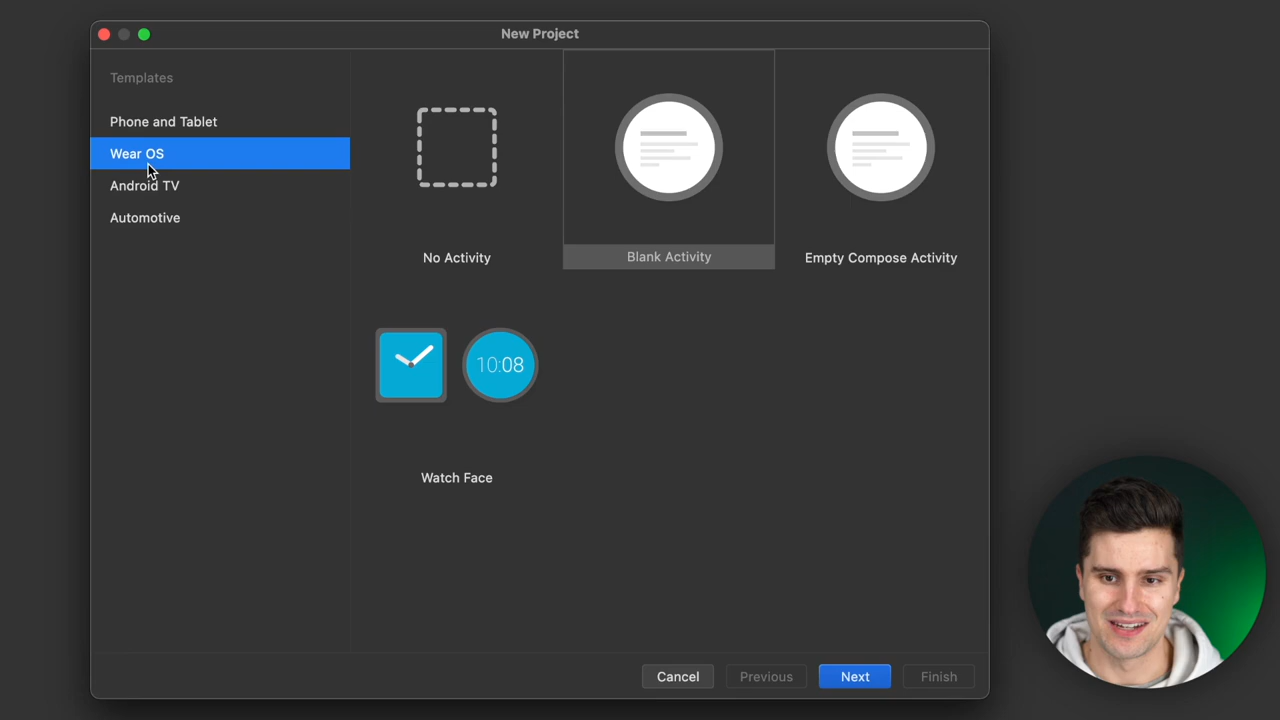 New Project
Templates
Phone and Tablet
Wear OS
Android TV
Automotive
No Activity
Blank Activity
Empty Compose Activity
10:08
Watch Face
Cancel
Previous
Next
Finish